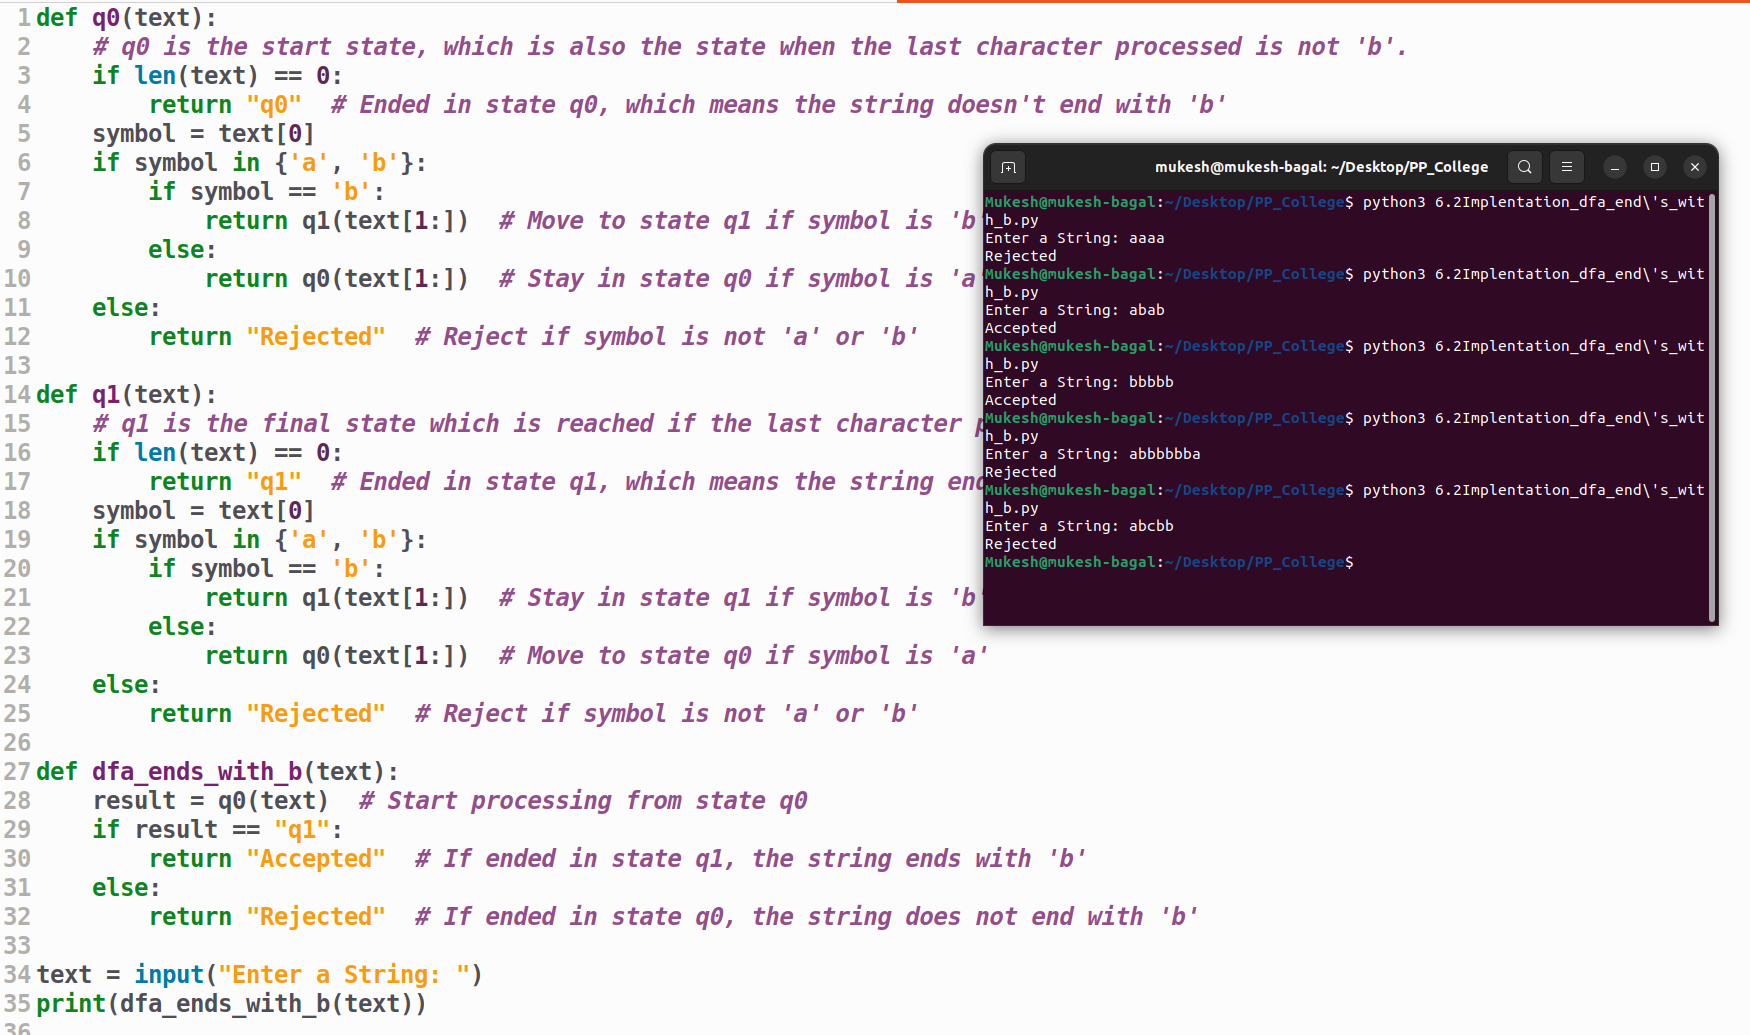 1 def q0(text):
2     # q0 is the start state, which is also the state when the last character processed is not 'b'.
3     if len(text) == 0:
4         return "q0"  # Ended in state q0, which means the string doesn't end with 'b'
5     symbol = text[0]
6     if symbol in {'a', 'b'}:
7         if symbol == 'b':
8             return q1(text[1:])  # Move to state q1 if symbol is 'b'
9         else:
10             return q0(text[1:])  # Stay in state q0 if symbol is 'a
11     else:
12         return "Rejected"  # Reject if symbol is not 'a' or 'b'
13
14 def q1(text):
15     # q1 is the final state which is reached if the last character
16     if len(text) == 0:
17         return "q1"  # Ended in state q1, which means the string
18     symbol = text[0]
19     if symbol in {'a', 'b'}:
20         if symbol == 'b':
21             return q1(text[1:])  # Stay in state q1 if symbol is 'b'
22         else:
23             return q0(text[1:])  # Move to state q0 if symbol is 'a'
24     else:
25         return "Rejected"  # Reject if symbol is not 'a' or 'b'
26
27 def dfa_ends_with_b(text):
28     result = q0(text)  # Start processing from state q0
29     if result == "q1":
30         return "Accepted"  # If ended in state q1, the string ends with 'b'
31     else:
32         return "Rejected"  # If ended in state q0, the string does not end with 'b'
33
34 text = input("Enter a String: ")
35 print(dfa_ends_with_b(text))
36
mukesh@mukesh-bagal: ~/Desktop/PP_College
Mukesh@mukesh-bagal:~/Desktop/PP_College$ python3 6.2Implentation_dfa_end\'s_wit
h_b.py
Enter a String: aaaa
Rejected
Mukesh@mukesh-bagal:~/Desktop/PP_College$ python3 6.2Implentation_dfa_end\'s_wit
h_b.py
Enter a String: abab
Accepted
Mukesh@mukesh-bagal:~/Desktop/PP_College$ python3 6.2Implentation_dfa_end\'s_wit
h_b.py
Enter a String: bbbbb
Accepted
Mukesh@mukesh-bagal:~/Desktop/PP_College$ python3 6.2Implentation_dfa_end\'s_wit
h_b.py
Enter a String: abbbbbba
Rejected
Mukesh@mukesh-bagal:~/Desktop/PP_College$ python3 6.2Implentation_dfa_end\'s_wit
h_b.py
Enter a String: abcbb
Rejected
Mukesh@mukesh-bagal:~/Desktop/PP_College$